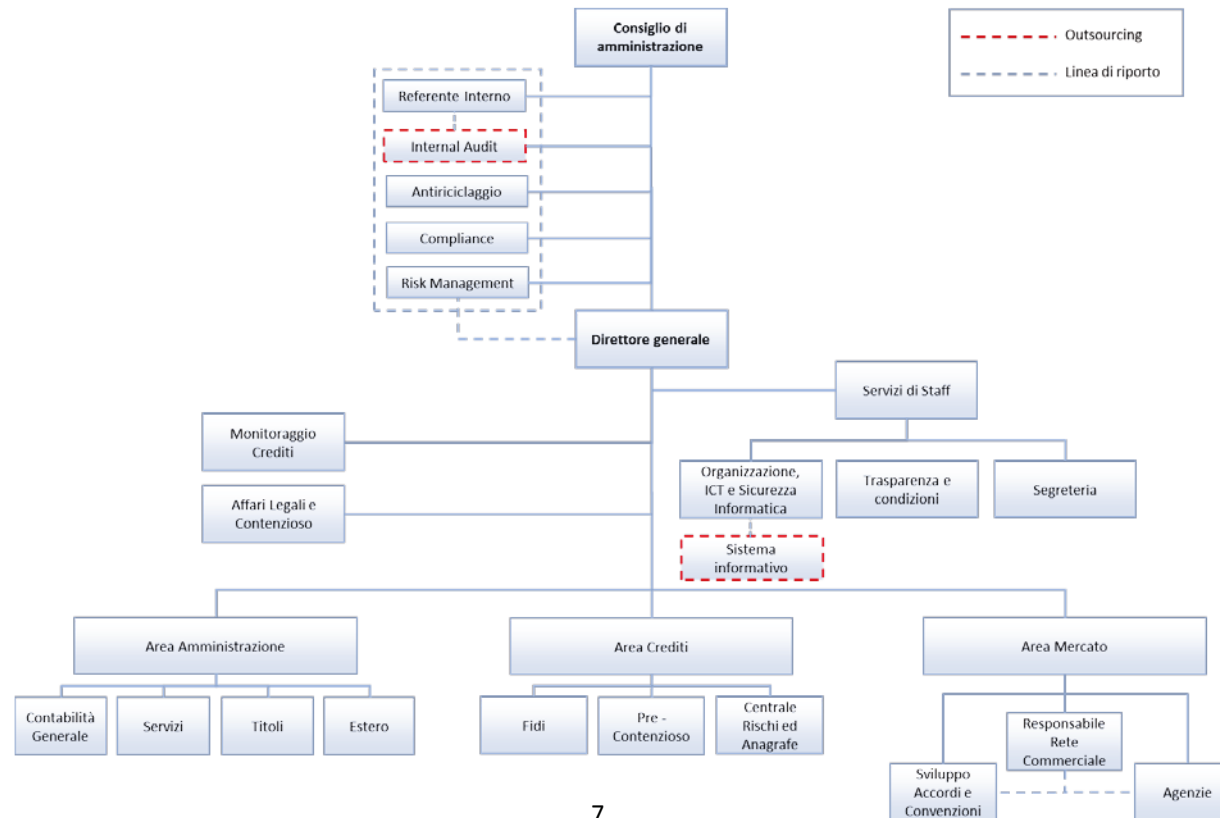 Consiglio di
amministrazione
Outsourcing
Linea di riporto
Referente Interno
Internal Audit
Antiriciclaggio
Compliance
Risk Management
Direttore generale
Servizi di Staff
Monitoraggio
Crediti
Affari Legali e
Contenzioso
Organizzazione,
ICT e Sicurezza
Informatica
Trasparenza e
condizioni
Segreteria
Sistema
informativo
Area Amministrazione
Area Crediti
Area Mercato
Contabilità
Generale
Servizi
Titoli
Estero
Fidi
Pre -
Contenzioso
Centrale
Rischi ed
Anagrafe
Responsabile
Rete
Commerciale
Sviluppo
Accordi e
Convenzioni
Agenzie
7